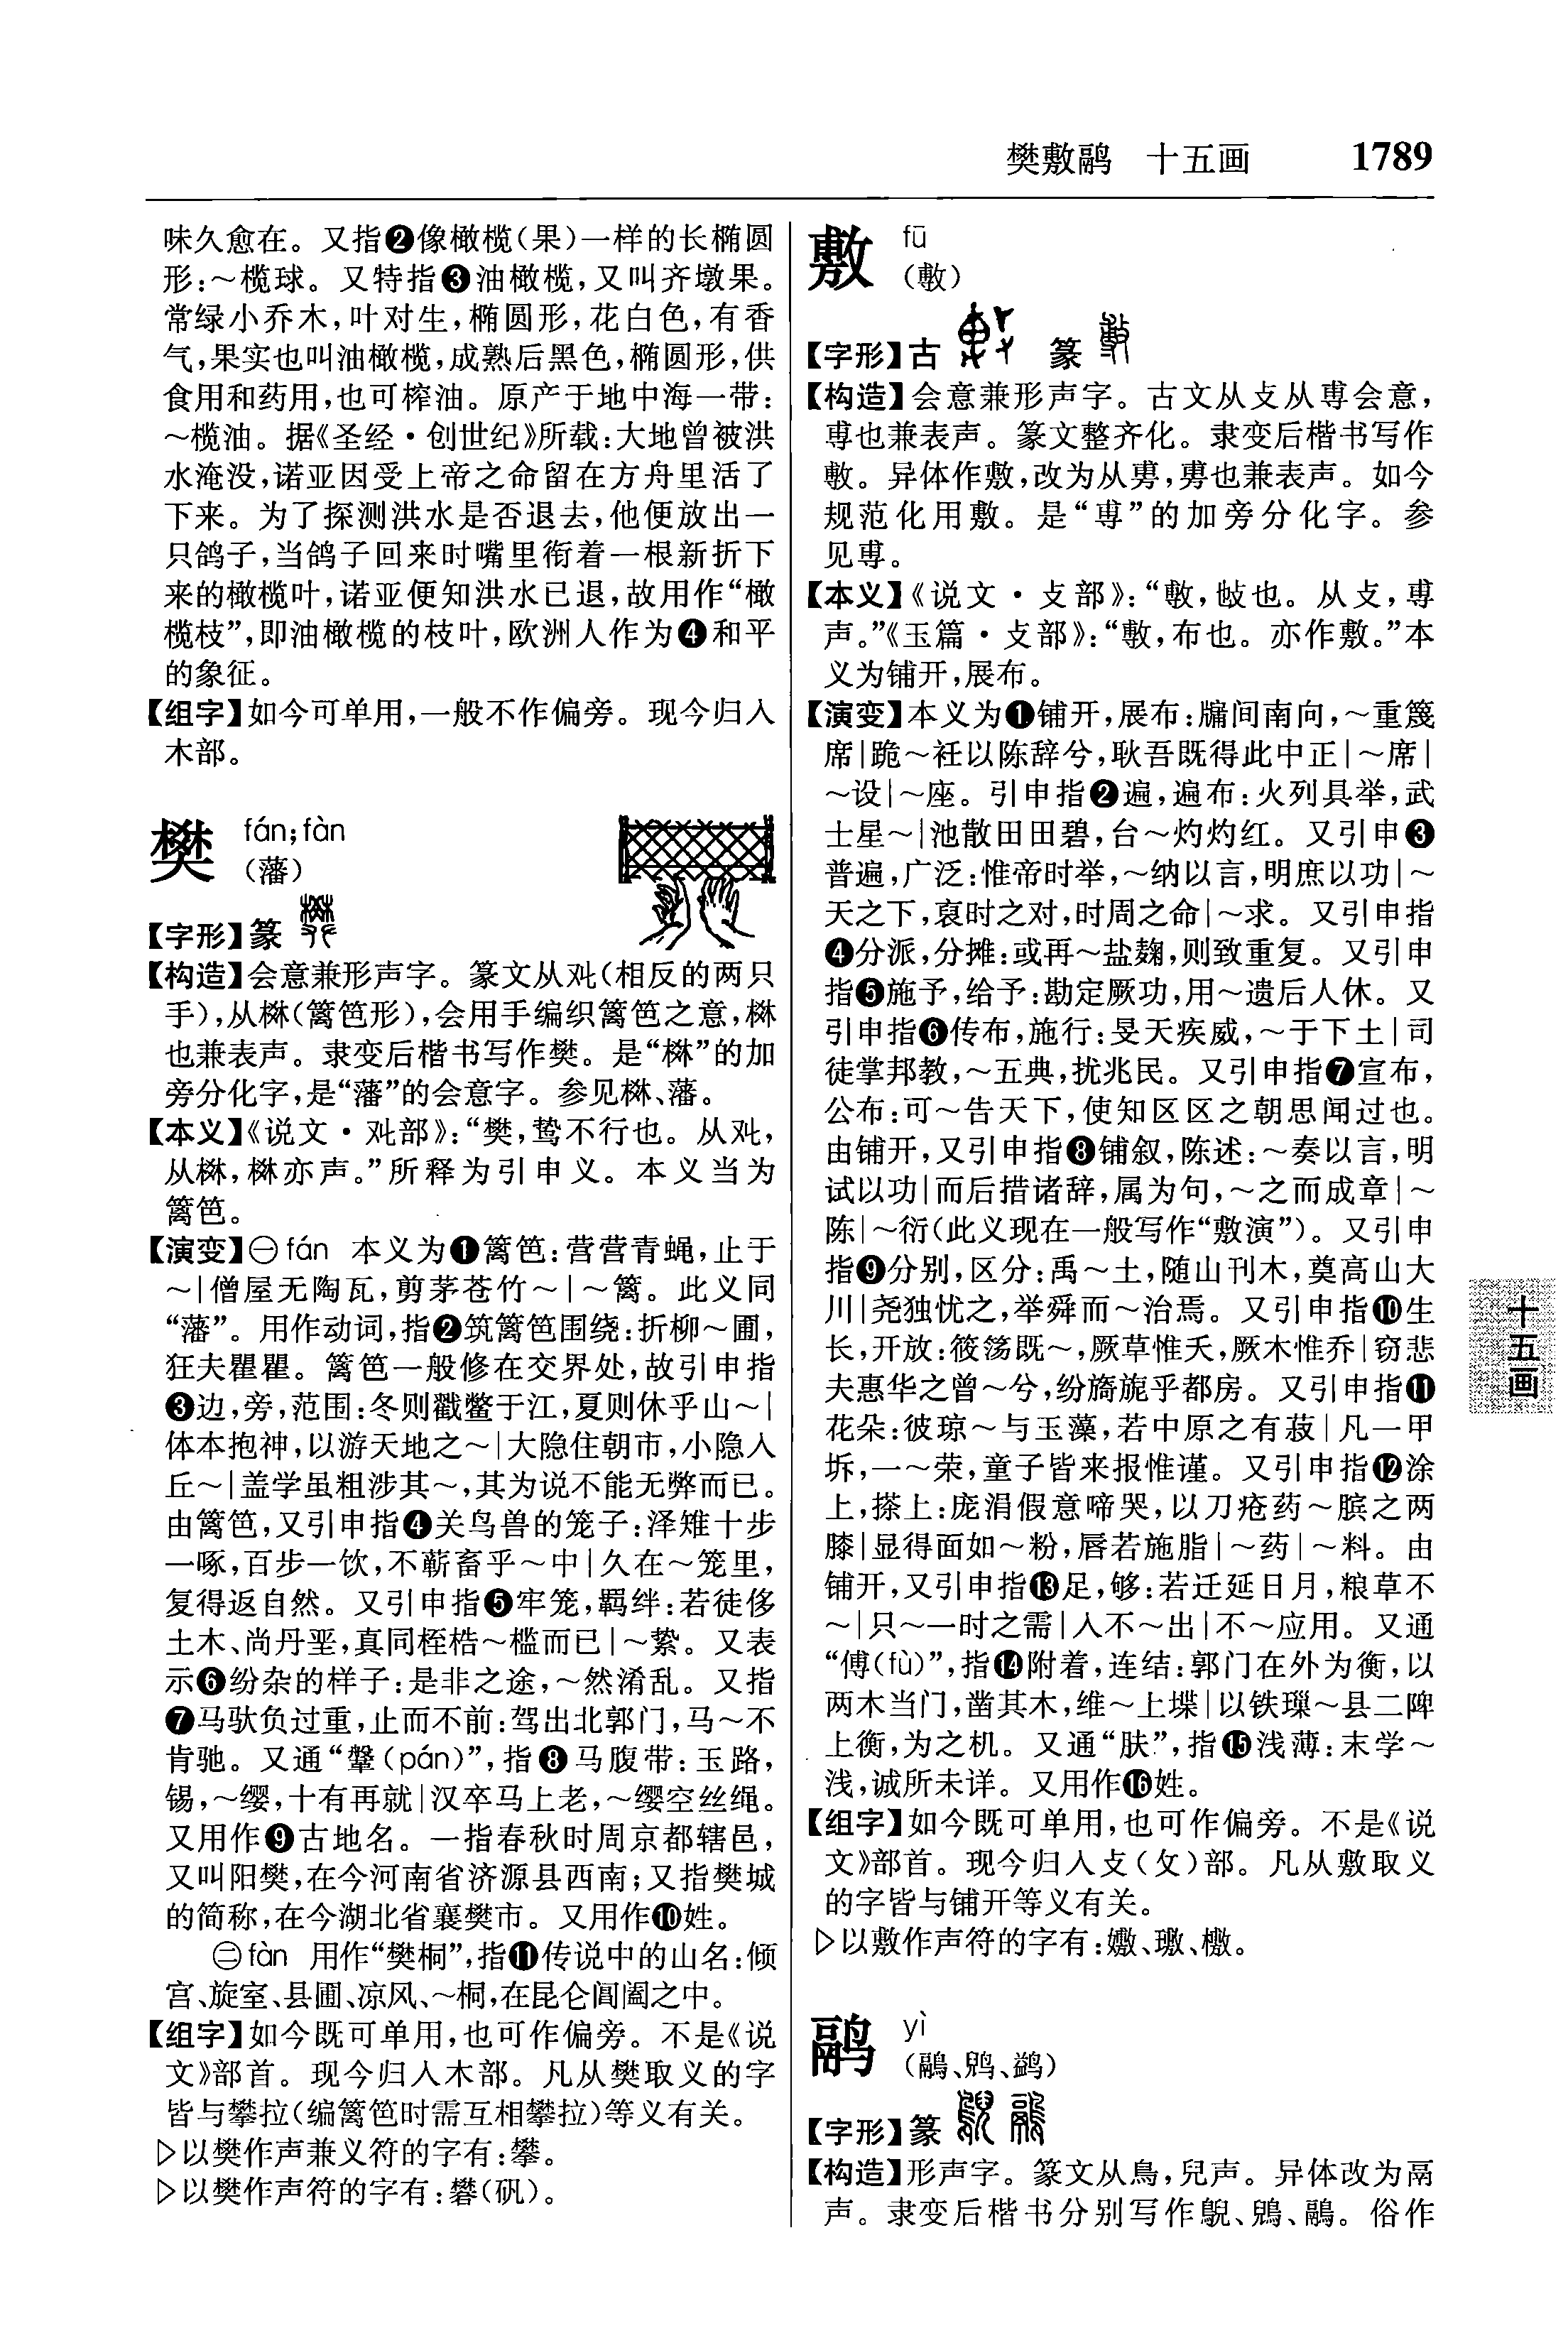 樊敷鹝　十五画　1789
味久愈在。又指❷像橄榄(果)一样的长椭圆
形:～榄球。又特指❸油橄榄,又叫齐墩果。
常绿小乔木,叶对生,椭圆形,花白色,有香
气,果实也叫油橄榄,成熟后黑色,椭圆形,供
食用和药用,也可榨油。原产于地中海一带:
～榄油。据《圣经·创世纪》所载:大地曾被洪
水淹没,诺亚因受上帝之命留在方舟里活了
下来。为了探测洪水是否退去,他便放出一
只鸽子,当鸽子回来时嘴里衔着一根新折下
来的橄榄叶,诺亚便知洪水已退,故用作“橄
榄枝”,即油橄榄的枝叶,欧洲人作为❹和平
的象征。
【组字】如今可单用,一般不作偏旁。现今归入
木部。
樊 fán;fàn
(藩)
【字形】篆
【构造】会意兼形声字。篆文从𠬜(相反的两只
手),从棥(篱笆形),会用手编织篱笆之意,棥
也兼表声。隶变后楷书写作樊。是“棥”的加
旁分化字,是“藩”的会意字。参见棥、藩。
【本义】《说文·𠬜部》:“樊,鸷不行也。从𠬜,
从棥,棥亦声。”所释为引申义。本义当为
篱笆。
【演变】㊀fán　本义为❶篱笆:营营青蝇,止于
～|僧屋无陶瓦,剪茅苍竹～|～篱。此义同
“藩”。用作动词,指❷筑篱笆围绕:折柳～圃,
狂夫瞿瞿。篱笆一般修在交界处,故引申指
❸边,旁,范围:冬则戳鳖于江,夏则休乎山～|
体本抱神,以游天地之～|大隐住朝市,小隐入
丘～|盖学虽粗涉其～,其为说不能无弊而已。
由篱笆,又引申指❹关鸟兽的笼子:泽雉十步
一啄,百步一饮,不蕲畜乎～中|久在～笼里,
复得返自然。又引申指❺牢笼,羁绊:若徒侈
土木、尚丹垩,真同桎梏～槛而已|～絷。又表
示❻纷杂的样子:是非之途,～然淆乱。又指
❼马驮负过重,止而不前:驾出北郭门,马～不
肯驰。又通“鞶(pán)”,指❽马腹带:玉路,
锡,～缨,十有再就|汉卒马上老,～缨空丝绳。
又用作❾古地名。一指春秋时周京都辖邑,
又叫阳樊,在今河南省济源县西南;又指樊城
的简称,在今湖北省襄樊市。又用作❿姓。
㊁fàn　用作“樊桐”,指⓫传说中的山名:倾
宫、旋室、县圃、凉风、～桐,在昆仑阊阖之中。
【组字】如今既可单用,也可作偏旁。不是《说
文》部首。现今归入木部。凡从樊取义的字
皆与攀拉(编篱笆时需互相攀拉)等义有关。
▷以樊作声兼义符的字有:攀。
▷以樊作声符的字有:礬(矾)。
敷 fū
(敷)
【字形】古　篆
【构造】会意兼形声字。古文从攴从尃会意,
尃也兼表声。篆文整齐化。隶变后楷书写作
敷。异体作敷,改为从旉,旉也兼表声。如今
规范化用敷。是“尃”的加旁分化字。参
见尃。
【本义】《说文·攴部》:“敷,㪺也。从攴,尃
声。”《玉篇·攴部》:“敷,布也。亦作敷。”本
义为铺开,展布。
【演变】本义为❶铺开,展布:牖间南向,～重篾
席|跪～衽以陈辞兮,耿吾既得此中正|～席|
～设|～座。引申指❷遍,遍布:火列具举,武
士星～|池散田田碧,台～灼灼红。又引申❸
普遍,广泛:惟帝时举,～纳以言,明庶以功|～
天之下,裒时之对,时周之命|～求。又引申指
❹分派,分摊:或再～盐麹,则致重复。又引申
指❺施予,给予:勘定厥功,用～遗后人休。又
引申指❻传布,施行:旻天疾威,～于下土|司
徒掌邦教,～五典,扰兆民。又引申指❼宣布,
公布:可～告天下,使知区区之朝思闻过也。
由铺开,又引申指❽铺叙,陈述:～奏以言,明
试以功|而后措诸辞,属为句,～之而成章|～
陈|～衍(此义现在一般写作“敷演”)。又引申
指❾分别,区分:禹～土,随山刊木,奠高山大
川|尧独忧之,举舜而～治焉。又引申指❿生
长,开放:筱簜既～,厥草惟夭,厥木惟乔|窃悲
夫惠华之曾～兮,纷旖旎乎都房。又引申指⓫
花朵:彼琼～与玉藻,若中原之有菽|凡一甲
坼,一～荣,童子皆来报惟谨。又引申指⓬涂
上,搽上:庞涓假意啼哭,以刀疮药～膑之两
膝|显得面如～粉,唇若施脂|～药|～料。由
铺开,又引申指⓭足,够:若迁延日月,粮草不
～|只～一时之需|入不～出|不～应用。又通
“傅(fù)”,指⓮附着,连结:郭门在外为衡,以
两木当门,凿其木,维～上堞|以铁璅～县二陴
上衡,为之机。又通“肤”,指⓯浅薄:末学～
浅,诚所未详。又用作⓰姓。
【组字】如今既可单用,也可作偏旁。不是《说
文》部首。现今归入攴(攵)部。凡从敷取义
的字皆与铺开等义有关。
▷以敷作声符的字有:
鹝 yì
(鷊、鹢、鹢)
【字形】篆
【构造】形声字。篆文从鳥,兒声。异体改为鬲
声。隶变后楷书分别写作鶃、鷊。俗作
十五画